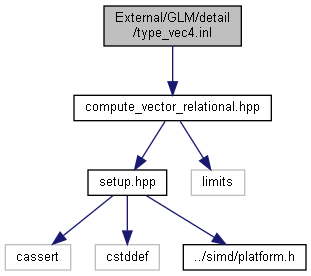 External/GLM/detail
/type_vec4.inl
compute_vector_relational.hpp
setup.hpp
limits
cassert
cstddef
../simd/platform.h